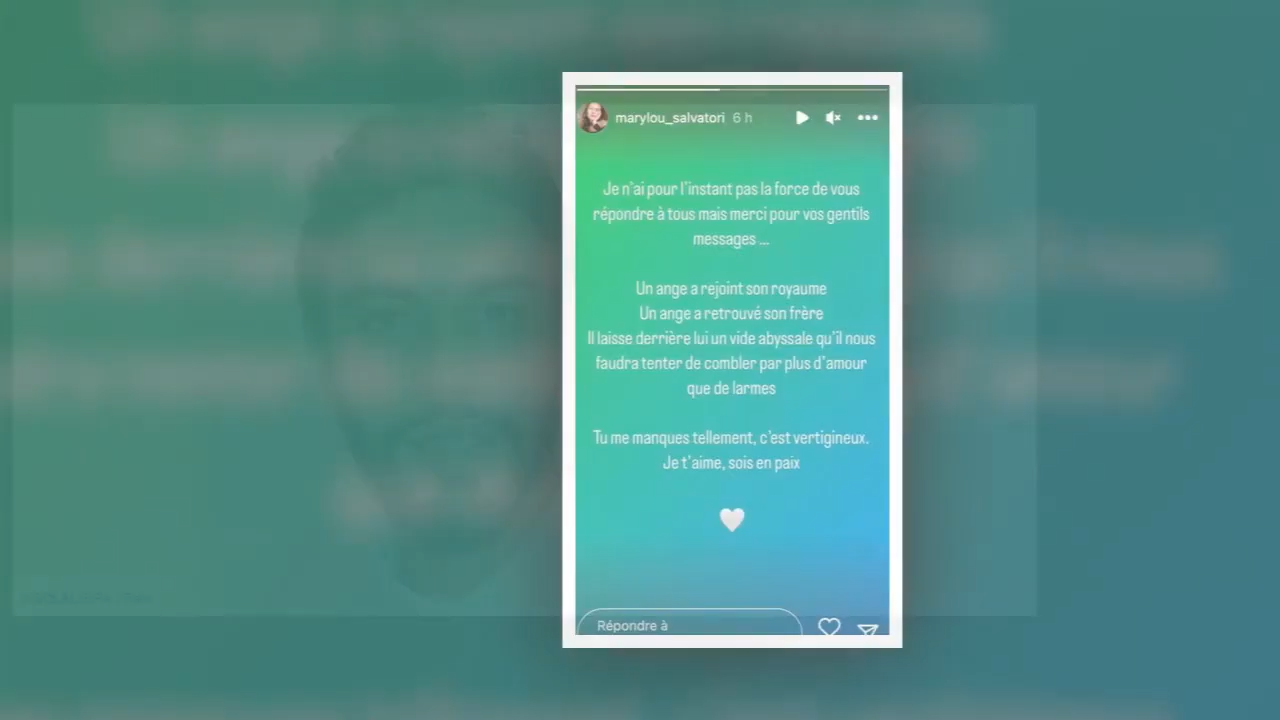 marylou_salvatori 6 h
Je n'ai pour l'instant pas la force de vous
répondre à tous mais merci pour vos gentils
messages ...
Un ange a rejoint son royaume
Un ange a retrouvé son frère
Il laisse derrière lui un vide abyssale qu'il nous
faudra tenter de combler par plus d'amour
que de larmes
Tu me manques tellement, c'est vertigineux.
Je t'aime, sois en paix
Répondre à